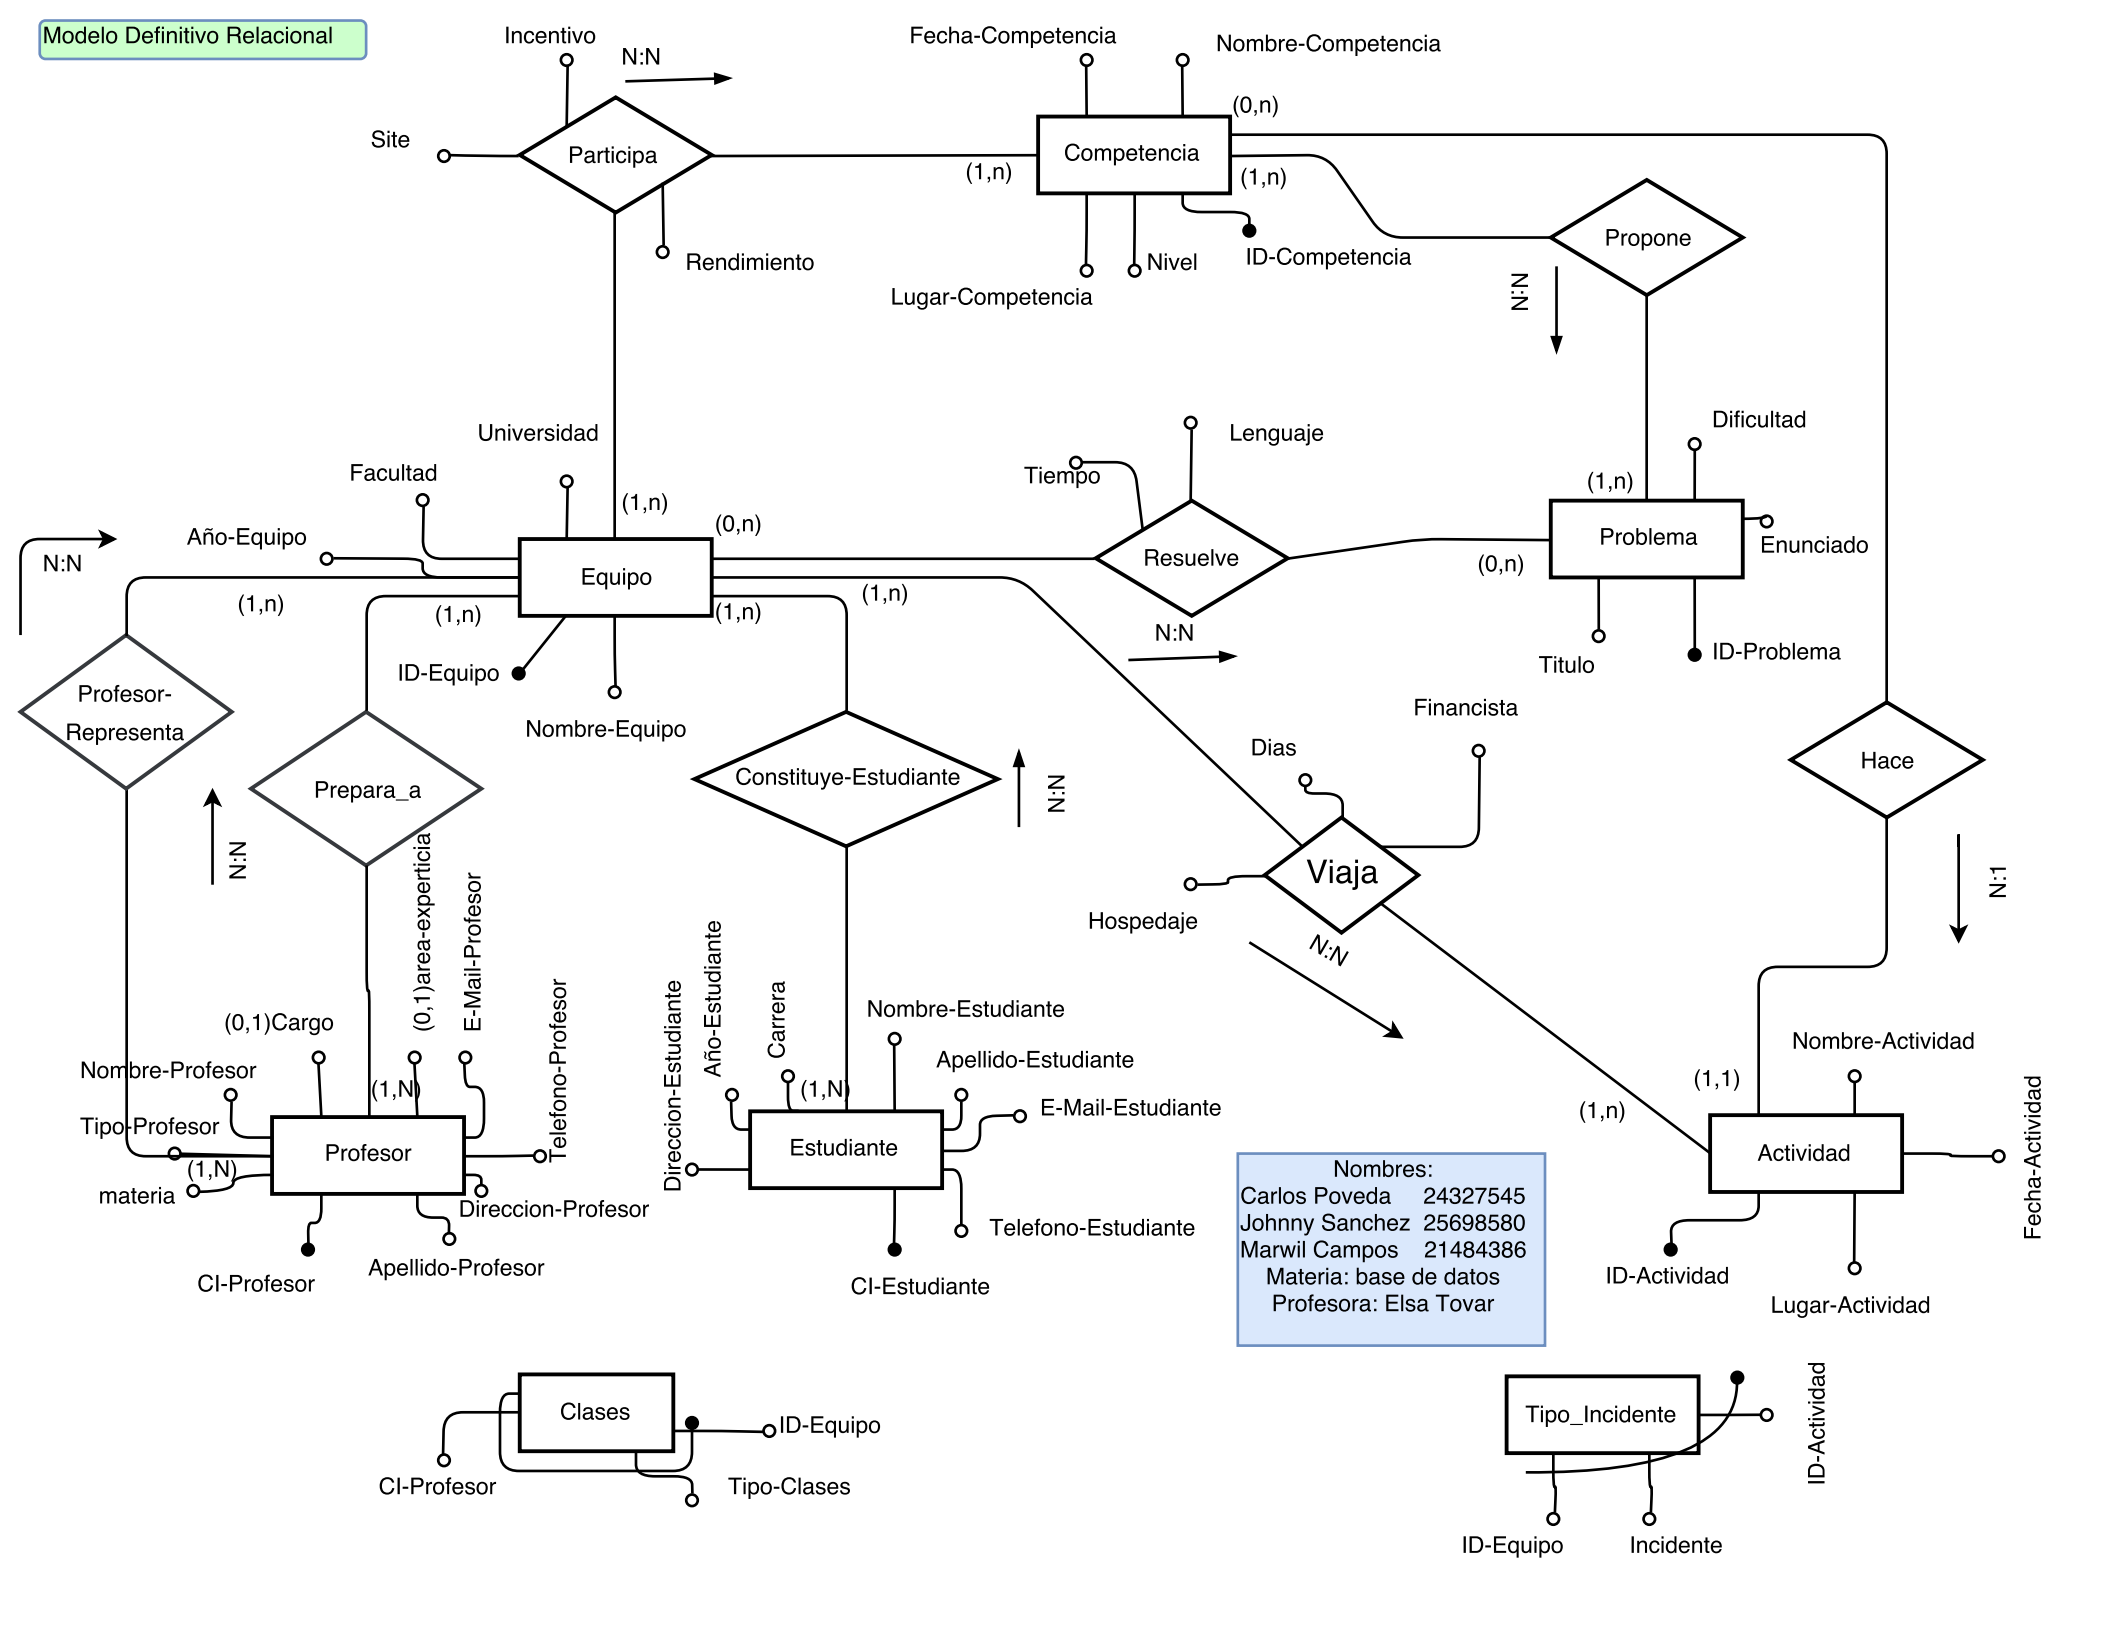 Modelo Definitivo Relacional
Incentivo
N:N
Fecha-Competencia
Nombre-Competencia
(0,n)
Site
Participa
(1,n)
Competencia
(1,n)
Rendimiento
Lugar-Competencia
Nivel
ID-Competencia
Propone
N:N
Universidad
Facultad
Año-Equipo
(1,n)
(0,n)
Tiempo
Lenguaje
Dificultad
(1,n)
N:N
(1,n)
(1,n)
Equipo
(1,n)
(1,n)
Resuelve
(0,n)
Problema
Enunciado
N:N
ID-Equipo
Nombre-Equipo
Titulo
ID-Problema
Profesor-
Representa
Prepara_a
N:N
Constituye-Estudiante
N:N
Financista
Dias
Viaja
Hospedaje
N:N
Hace
N:1
(0,1)Cargo
(0,1)area-experticia
E-Mail-Profesor
Telefono-Profesor
Nombre-Profesor
Tipo-Profesor
(1,N)
(1,N)
materia
Profesor
Direccion-Profesor
CI-Profesor
Apellido-Profesor
Direccion-Estudiante
Año-Estudiante
Carrera
Nombre-Estudiante
Apellido-Estudiante
(1,N)
E-Mail-Estudiante
Estudiante
Telefono-Estudiante
CI-Estudiante
Nombre-Actividad
(1,1)
(1,n)
Actividad
Fecha-Actividad
ID-Actividad
Lugar-Actividad
Nombres:
Carlos Poveda 24327545
Johnny Sanchez 25698580
Marwil Campos 21484386
Materia: base de datos
Profesora: Elsa Tovar
Clases
ID-Equipo
CI-Profesor
Tipo-Clases
Tipo_Incidente
ID-Actividad
ID-Equipo
Incidente